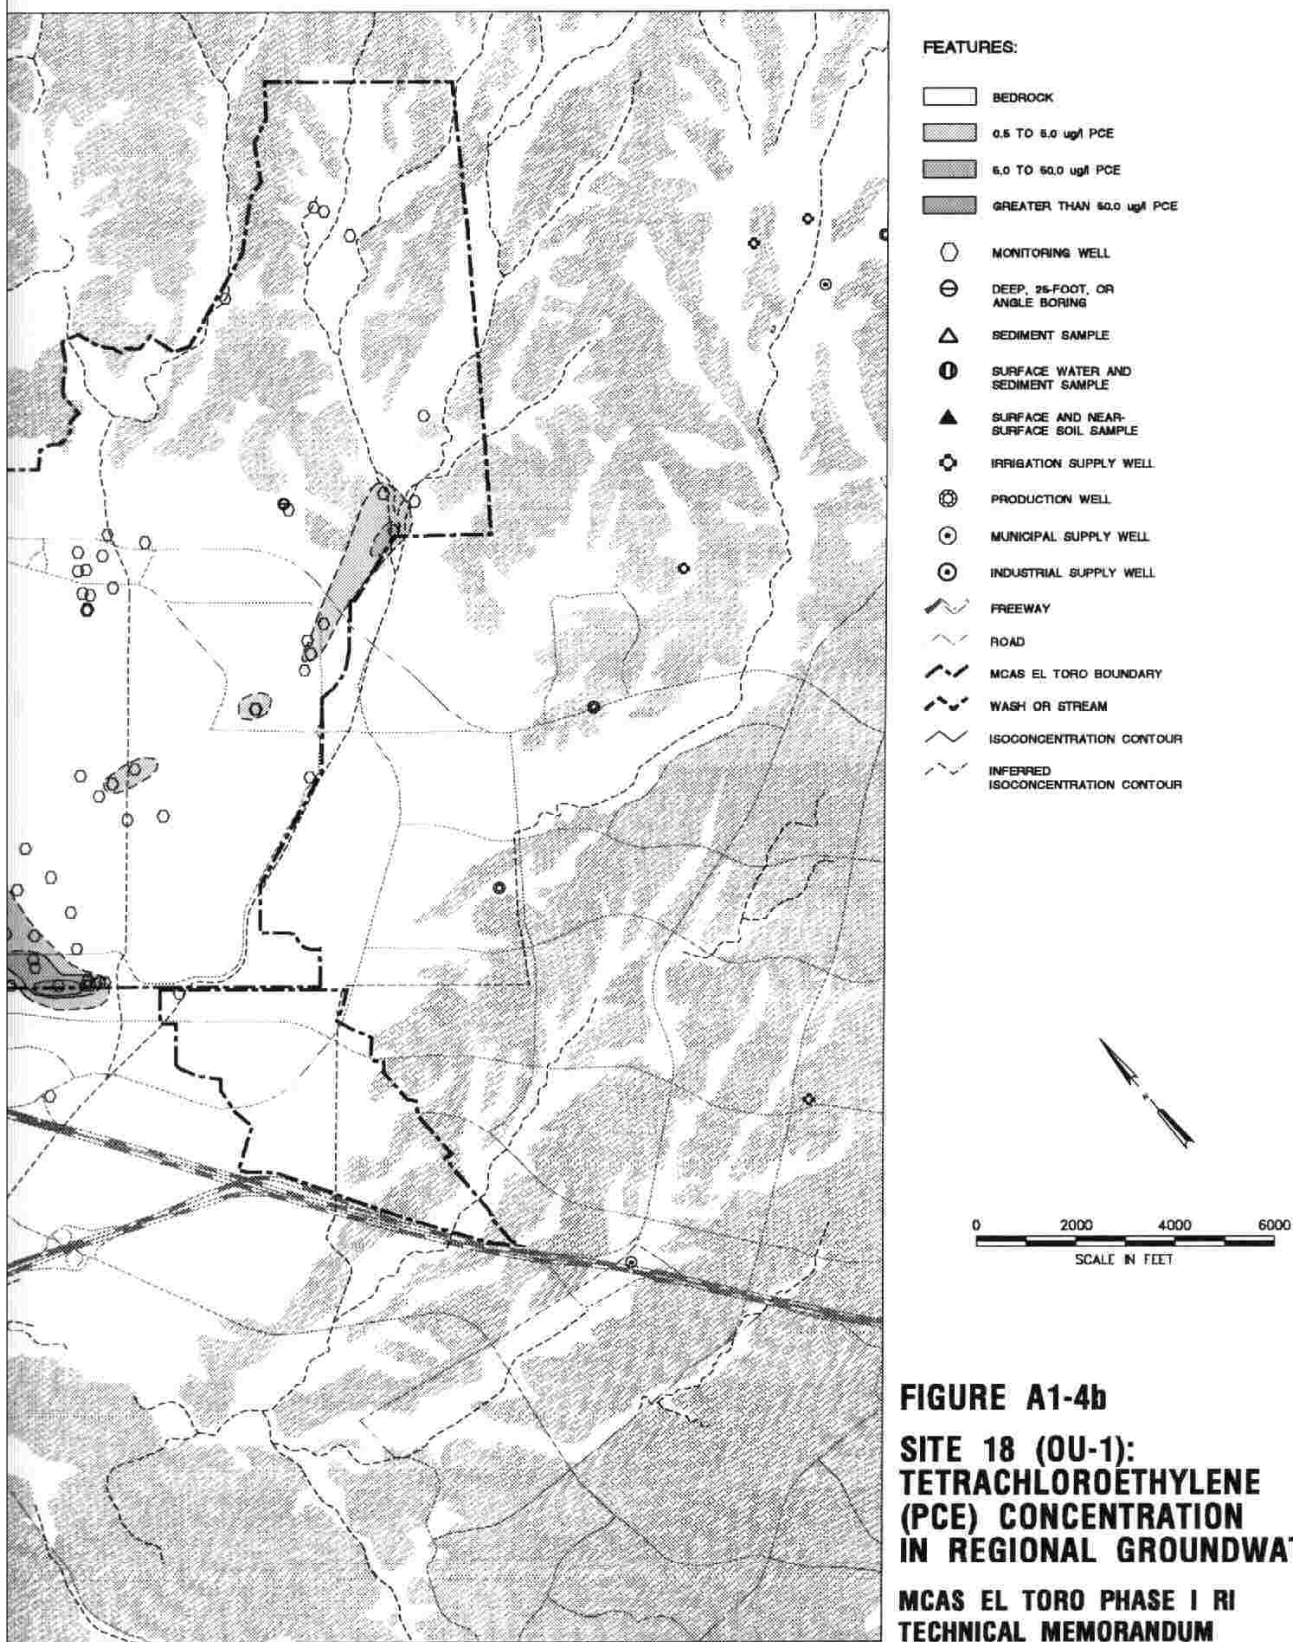 FEATURES:
BEDROCK
0.5 TO 5.0 ug/l PCE
5.0 TO 50.0 ug/l PCE
GREATER THAN 50.0 ug/l PCE
MONITORING WELL
DEEP, 25-FOOT, OR
ANGLE BORING
SEDIMENT SAMPLE
SURFACE WATER AND
SEDIMENT SAMPLE
SURFACE AND NEAR-
SURFACE SOIL SAMPLE
IRRIGATION SUPPLY WELL
PRODUCTION WELL
MUNICIPAL SUPPLY WELL
INDUSTRIAL SUPPLY WELL
FREEWAY
ROAD
MCAS EL TORO BOUNDARY
WASH OR STREAM
ISOCONCENTRATION CONTOUR
INFERRED
ISOCONCENTRATION CONTOUR
0 2000 4000 6000
SCALE IN FEET
FIGURE A1-4b
SITE 18 (OU-1):
TETRACHLOROETHYLENE
(PCE) CONCENTRATION
IN REGIONAL GROUNDWAT
MCAS EL TORO PHASE I RI
TECHNICAL MEMORANDUM